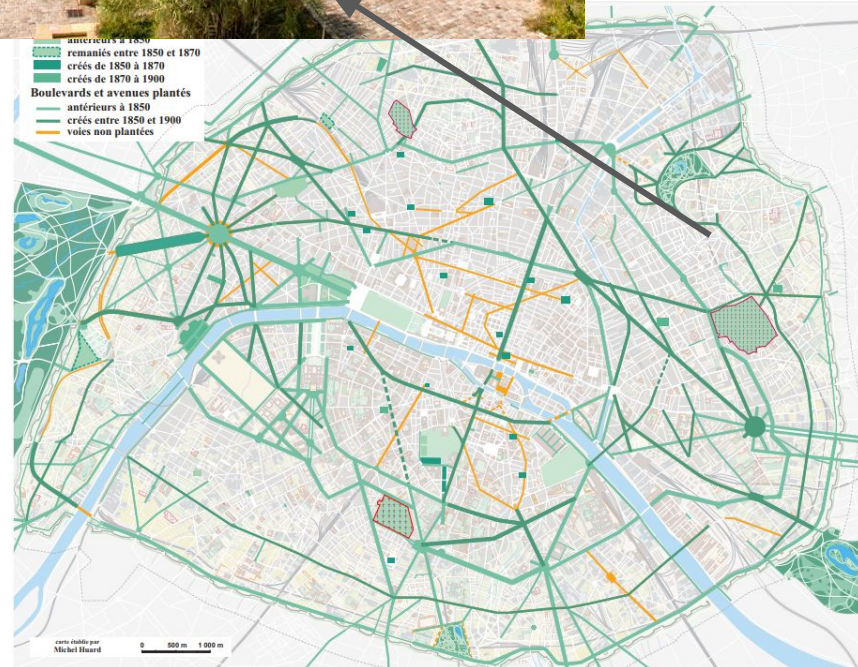 antérieurs à 1850
remaniés entre 1850 et 1870
créés de 1850 à 1870
créés de 1870 à 1900
Boulevards et avenues plantés
antérieurs à 1850
créés entre 1850 et 1900
voies non plantées
carte établie par
Michel Huard
0 500 m 1 000 m